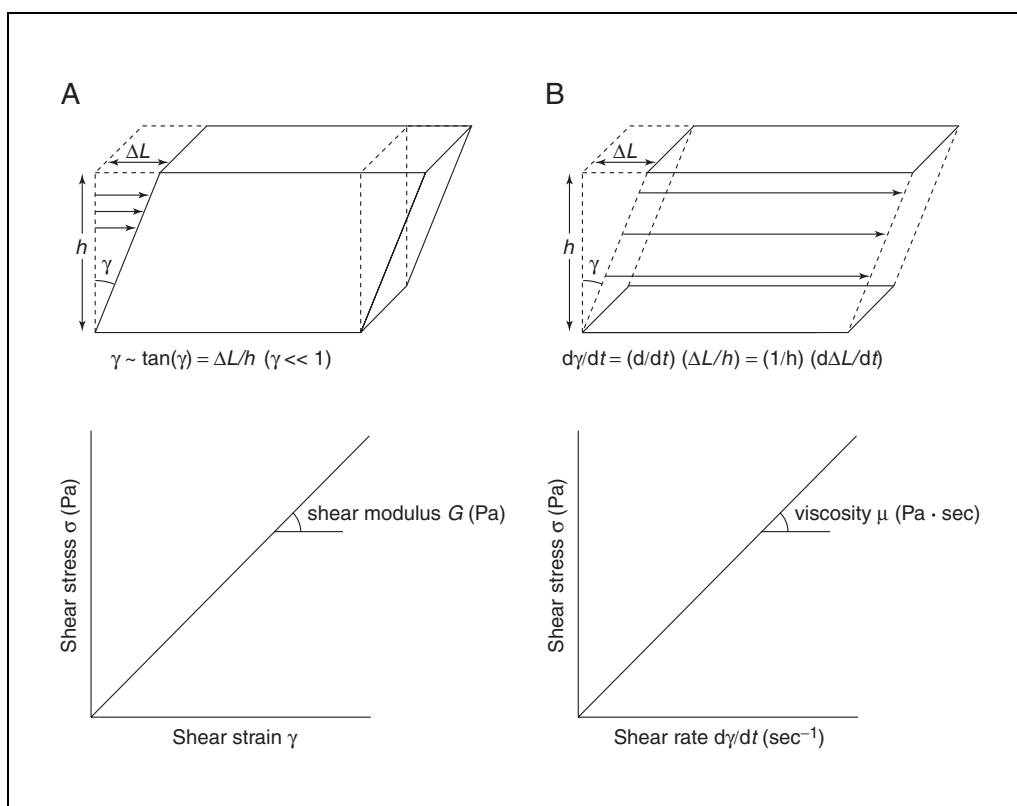 A
ΔL
h
γ
γ ~ tan(γ) = ΔL/h (γ << 1)
Shear stress σ (Pa)
shear modulus G (Pa)
Shear strain γ
B
ΔL
h
γ
dγ/dt = (d/dt) (ΔL/h) = (1/h) (dΔL/dt)
Shear stress σ (Pa)
viscosity μ (Pa · sec)
Shear rate dγ/dt (sec⁻¹)